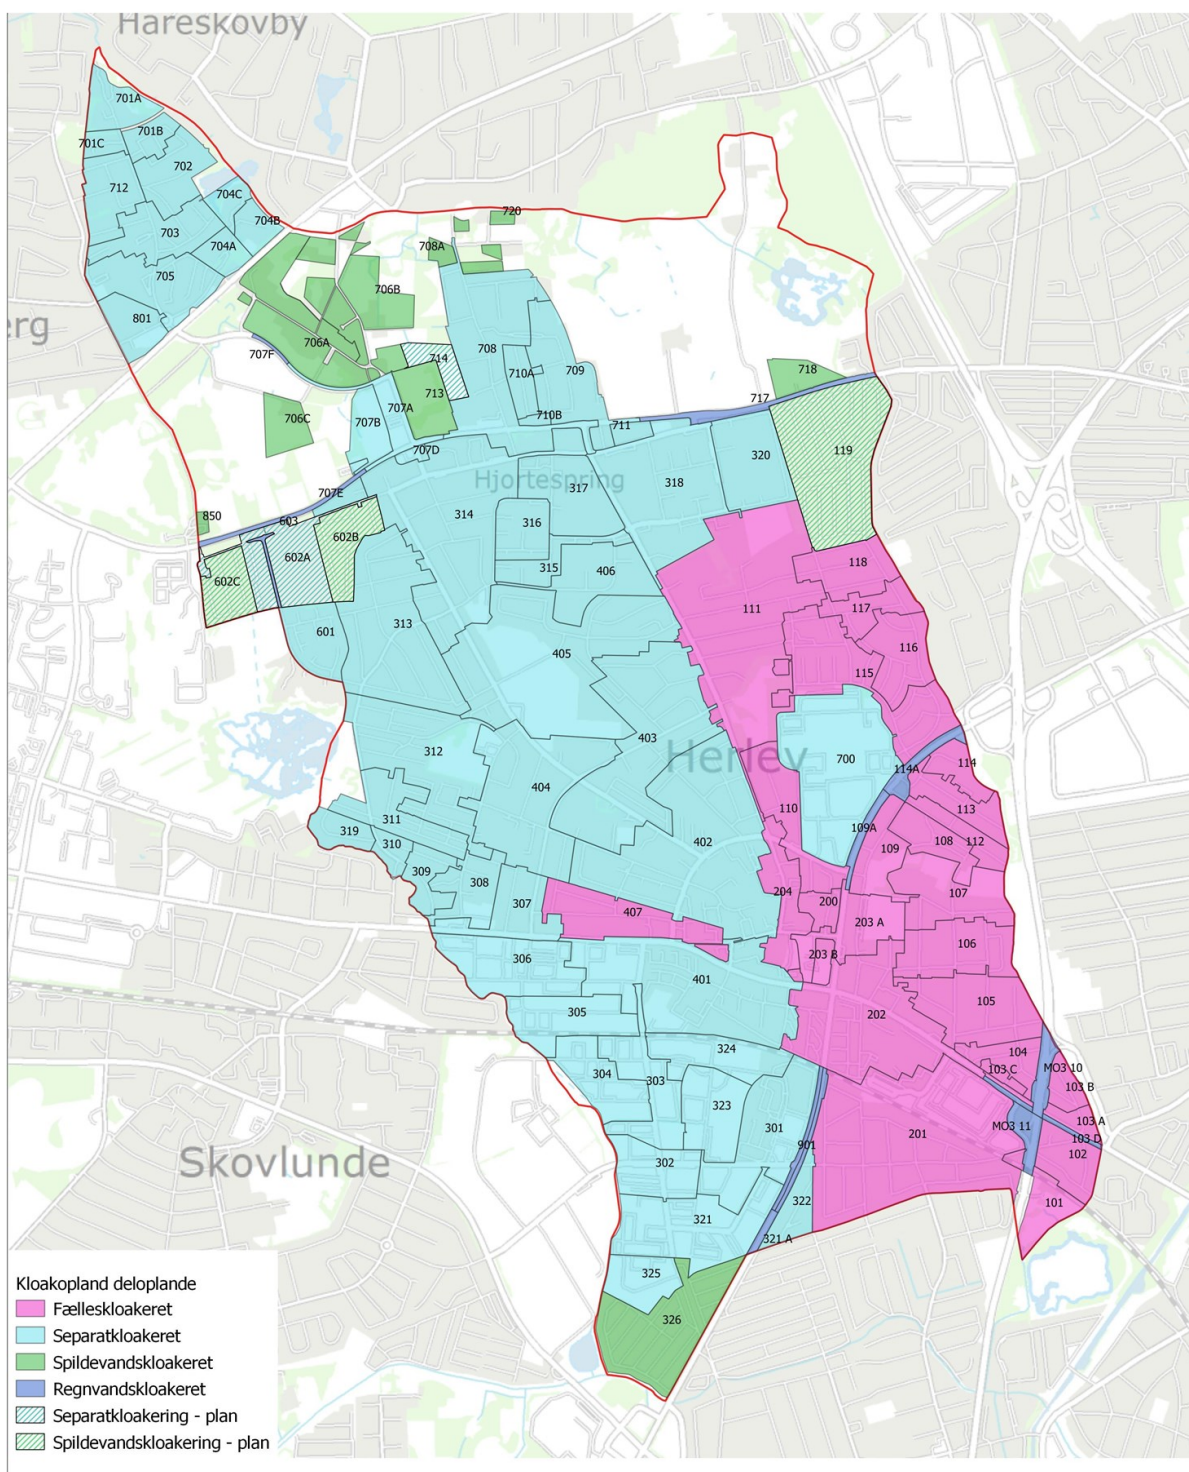 Hareskovby
701A
701B
701C
702
712
704C
704B
703
704A
705
801
erg
720
708A
706B
706A
707F
714
708
710A
709
713
706C
707A
707B
710B
711
717
718
707D
119
320
318
Hjortespring
317
707E
314
316
850
603
602A
602B
602C
315
406
118
111
117
116
601
313
405
115
312
403
Herlev
700
114A
114
404
110
113
311
319
310
402
109A
109
108
112
309
308
307
407
204
200
107
203 A
306
401
203 B
106
305
202
105
324
104
103 C
MO3 10
304
303
103 B
323
301
901
201
MO3 11
103 A
103 D
102
Skovlunde
302
322
101
321
321 A
325
326
Kloakopland deloplande
Fælleskloakeret
Separatkloakeret
Spildevandskloakeret
Regnvandskloakeret
Separatkloakering - plan
Spildevandskloakering - plan